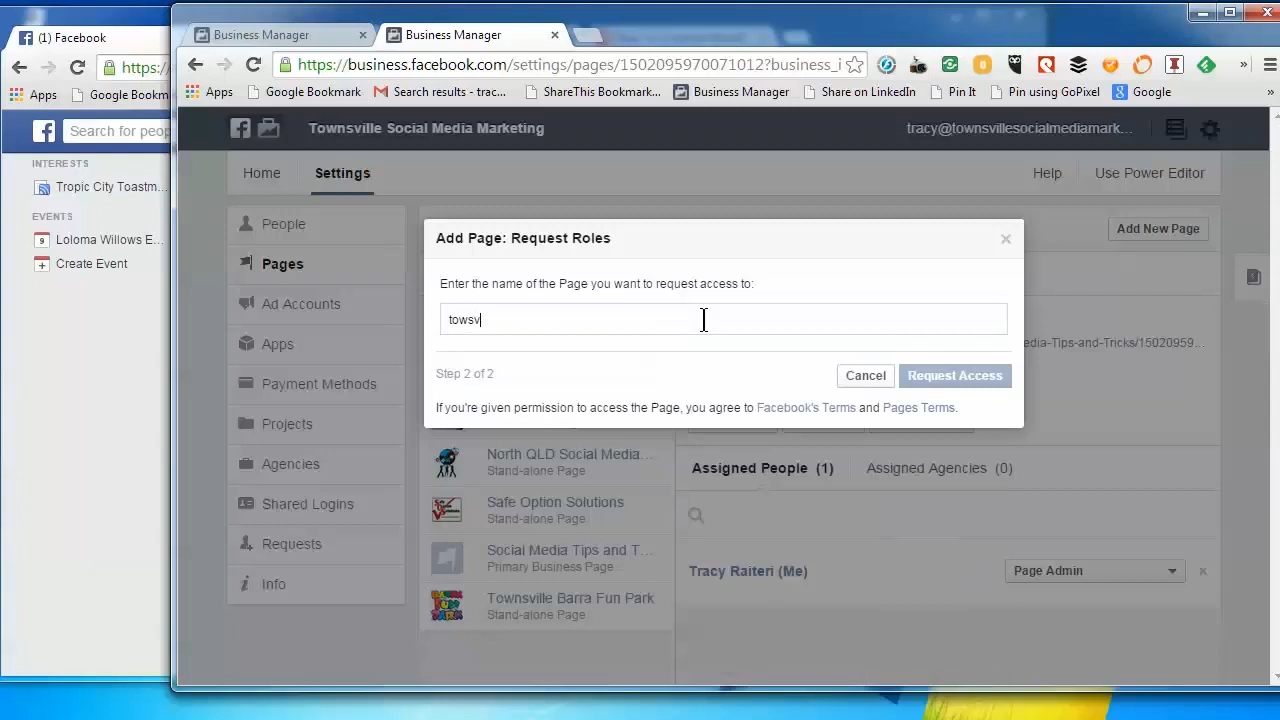 (1) Facebook
https:/
Apps
Google Bookm
Search for peop
INTERESTS
Tropic City Toastm...
EVENTS
9
Loloma Willows E...
Create Event
Business Manager
Business Manager
https://business.facebook.com/settings/pages/1502095970071012?business_i
Apps
Google Bookmark
Search results - trac...
ShareThis Bookmark...
Business Manager
Share on LinkedIn
Pin It
Pin using GoPixel
Google
Townsville Social Media Marketing
tracy@townsvillesocialmediamark...
Home
Settings
Help
Use Power Editor
People
Pages
Ad Accounts
Apps
Payment Methods
Projects
Agencies
Shared Logins
Requests
Info
Add New Page
Add Page: Request Roles
Enter the name of the Page you want to request access to:
towsv
edia-Tips-and-Tricks/15020959...
Step 2 of 2
Cancel
Request Access
If you're given permission to access the Page, you agree to Facebook's Terms and Pages Terms.
North QLD Social Media....
Stand-alone Page
Safe Option Solutions
Stand-alone Page
Social Media Tips and T...
Primary Business Page
Townsville Barra Fun Park
Stand-alone Page
Assigned People (1)
Assigned Agencies (0)
Tracy Raiteri (Me)
Page Admin